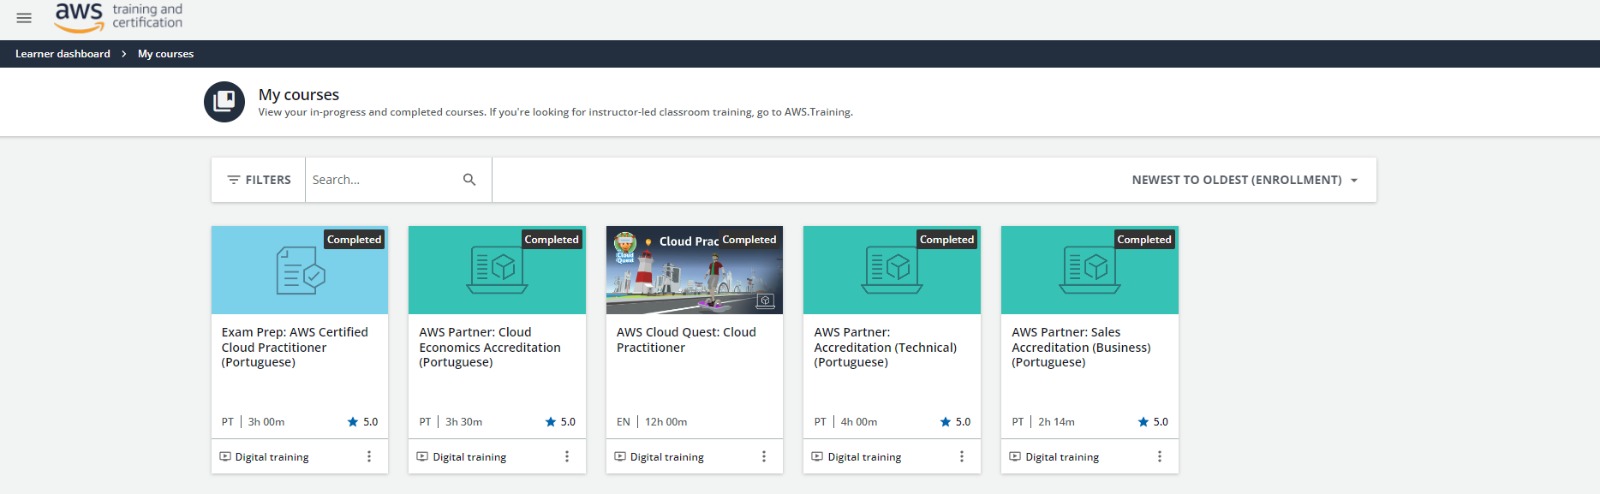 aws training and certification
Learner dashboard > My courses
My courses
View your in-progress and completed courses. If you're looking for instructor-led classroom training, go to AWS.Training.
FILTERS
Search...
NEWEST TO OLDEST (ENROLLMENT)
Completed
Exam Prep: AWS Certified
Cloud Practitioner
(Portuguese)
PT | 3h 00m
5.0
Digital training
Completed
AWS Partner: Cloud
Economics Accreditation
(Portuguese)
PT | 3h 30m
5.0
Digital training
Cloud Quest
Cloud Prac
Completed
AWS Cloud Quest: Cloud
Practitioner
EN | 12h 00m
Digital training
Completed
AWS Partner:
Accreditation (Technical)
(Portuguese)
PT | 4h 00m
5.0
Digital training
Completed
AWS Partner: Sales
Accreditation (Business)
(Portuguese)
PT | 2h 14m
5.0
Digital training